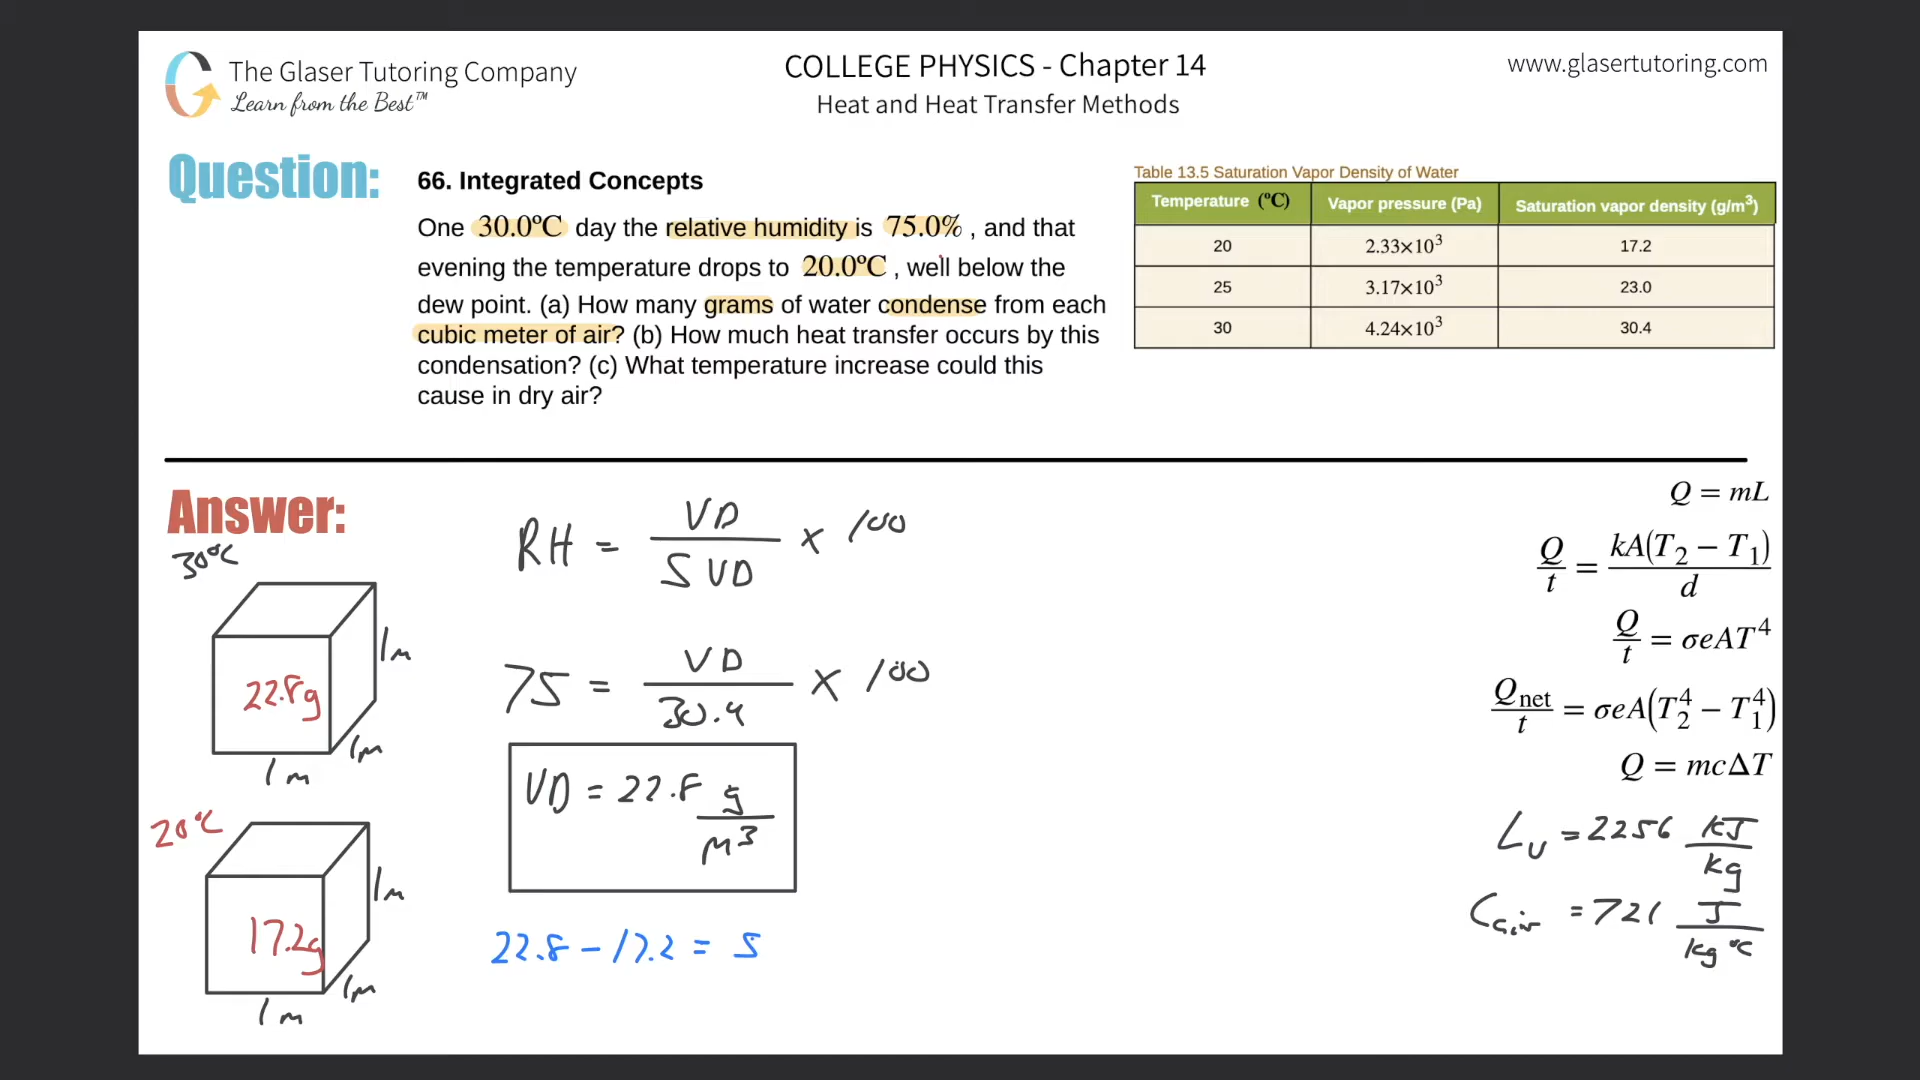 The Glaser Tutoring Company
Learn from the Best™
COLLEGE PHYSICS - Chapter 14
Heat and Heat Transfer Methods
www.glasertutoring.com
Question:
66. Integrated Concepts
One 30.0ºC day the relative humidity is 75.0% , and that
evening the temperature drops to 20.0ºC , well below the
dew point. (a) How many grams of water condense from each
cubic meter of air? (b) How much heat transfer occurs by this
condensation? (c) What temperature increase could this
cause in dry air?
Table 13.5 Saturation Vapor Density of Water
Temperature (ºC) Vapor pressure (Pa) Saturation vapor density (g/m³)
20 2.33×10³ 17.2
25 3.17×10³ 23.0
30 4.24×10³ 30.4
Answer:
30°C
22.8g
1m
1m
1m
20°C
17.2g
1m
1m
1m
RH = VD / SVD × 100
75 = VD / 30.4 × 100
VD = 22.8 g / m³
22.8 - 17.2 = 5
Q = mL
Q/t = kA(T₂ − T₁) / d
Q/t = σeAT⁴
Qnet/t = σeA(T₂⁴ − T₁⁴)
Q = mcΔT
Lv = 2256 kJ / kg
Cair = 721 J / kg °C